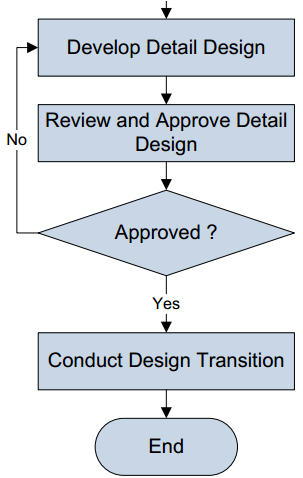 Develop Detail Design
No
Review and Approve Detail
Design
Approved ?
Yes
Conduct Design Transition
End